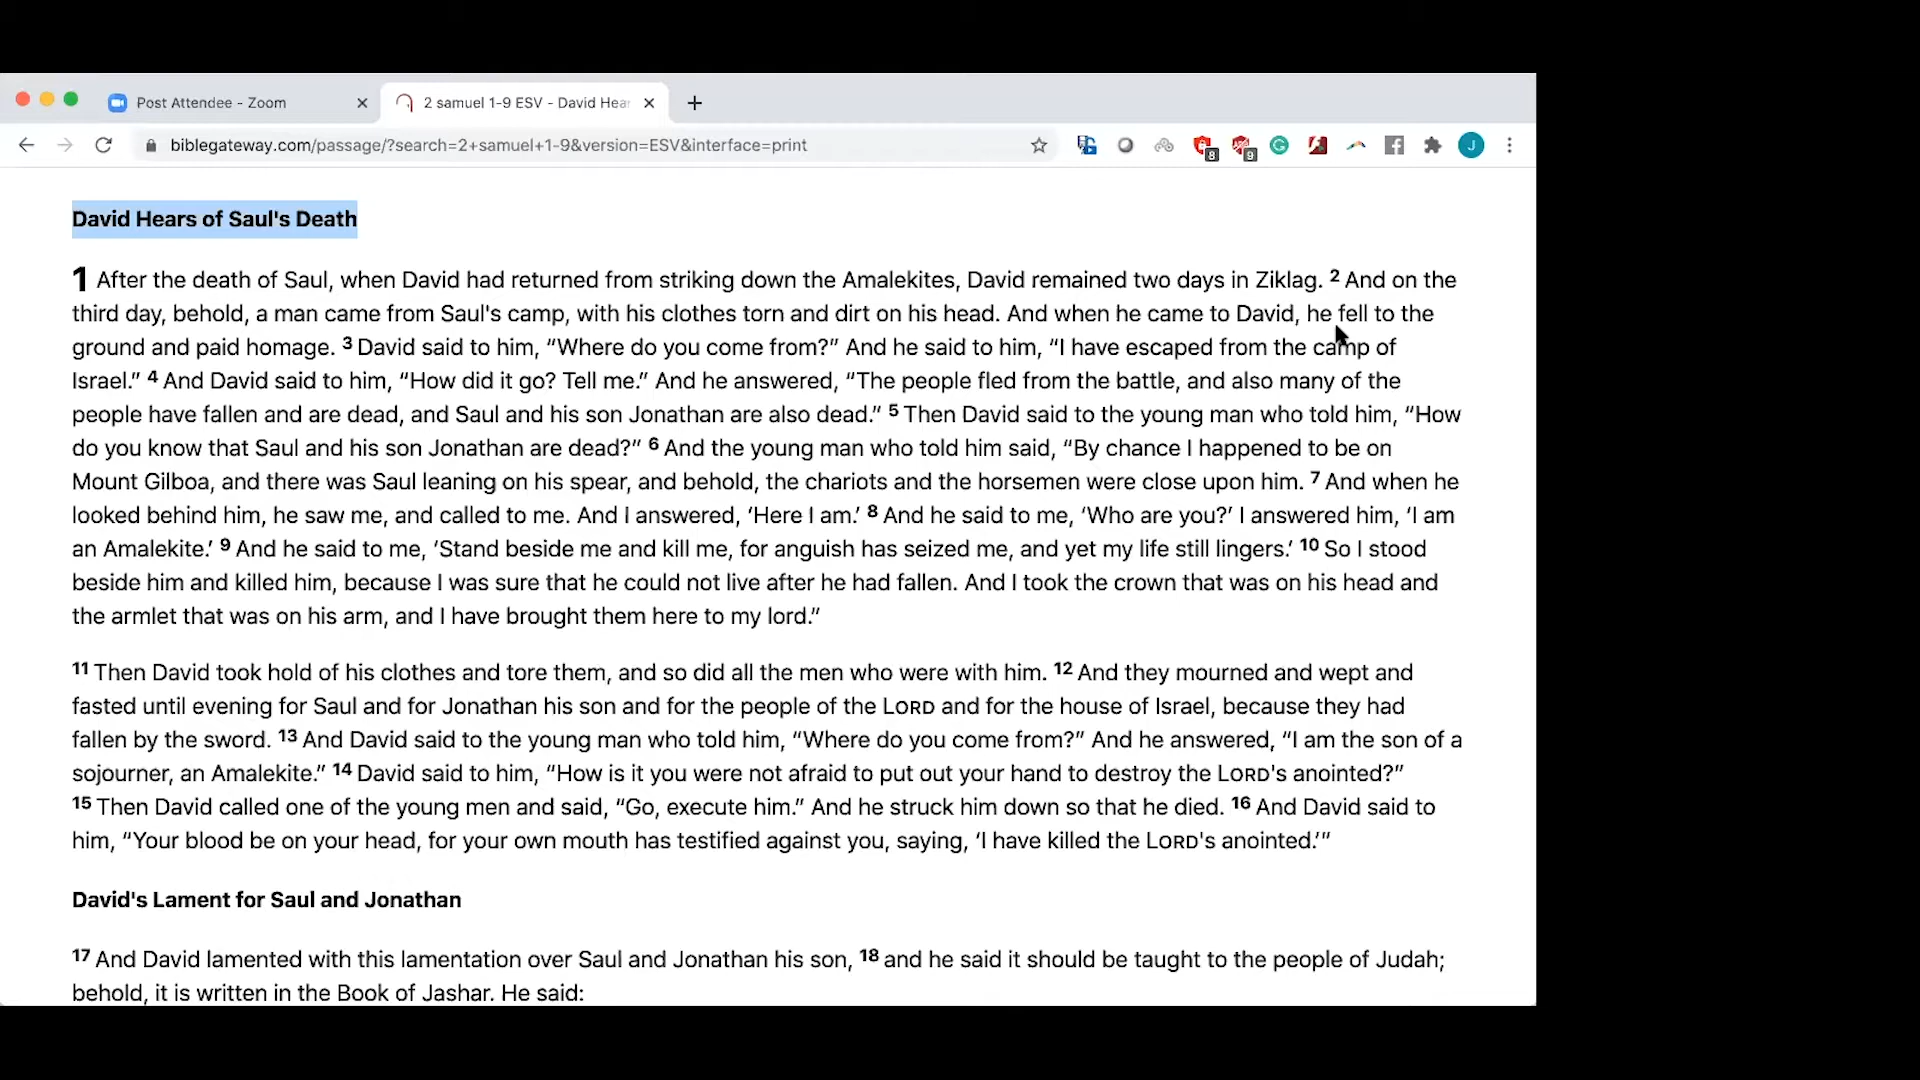 Post Attendee - Zoom
2 samuel 1-9 ESV - David Hear
biblegateway.com/passage/?search=2+samuel+1-9&version=ESV&interface=print
8
9
J
David Hears of Saul's Death
1 After the death of Saul, when David had returned from striking down the Amalekites, David remained two days in Ziklag. 2 And on the
third day, behold, a man came from Saul's camp, with his clothes torn and dirt on his head. And when he came to David, he fell to the
ground and paid homage. 3 David said to him, “Where do you come from?” And he said to him, “I have escaped from the camp of
Israel.” 4 And David said to him, “How did it go? Tell me.” And he answered, “The people fled from the battle, and also many of the
people have fallen and are dead, and Saul and his son Jonathan are also dead.” 5 Then David said to the young man who told him, “How
do you know that Saul and his son Jonathan are dead?” 6 And the young man who told him said, “By chance I happened to be on
Mount Gilboa, and there was Saul leaning on his spear, and behold, the chariots and the horsemen were close upon him. 7 And when he
looked behind him, he saw me, and called to me. And I answered, ‘Here I am.’ 8 And he said to me, ‘Who are you?’ I answered him, ‘I am
an Amalekite.’ 9 And he said to me, ‘Stand beside me and kill me, for anguish has seized me, and yet my life still lingers.’ 10 So I stood
beside him and killed him, because I was sure that he could not live after he had fallen. And I took the crown that was on his head and
the armlet that was on his arm, and I have brought them here to my lord.”
11 Then David took hold of his clothes and tore them, and so did all the men who were with him. 12 And they mourned and wept and
fasted until evening for Saul and for Jonathan his son and for the people of the LORD and for the house of Israel, because they had
fallen by the sword. 13 And David said to the young man who told him, “Where do you come from?” And he answered, “I am the son of a
sojourner, an Amalekite.” 14 David said to him, “How is it you were not afraid to put out your hand to destroy the LORD's anointed?”
15 Then David called one of the young men and said, “Go, execute him.” And he struck him down so that he died. 16 And David said to
him, “Your blood be on your head, for your own mouth has testified against you, saying, ‘I have killed the LORD's anointed.’”
David's Lament for Saul and Jonathan
17 And David lamented with this lamentation over Saul and Jonathan his son, 18 and he said it should be taught to the people of Judah;
behold, it is written in the Book of Jashar. He said: